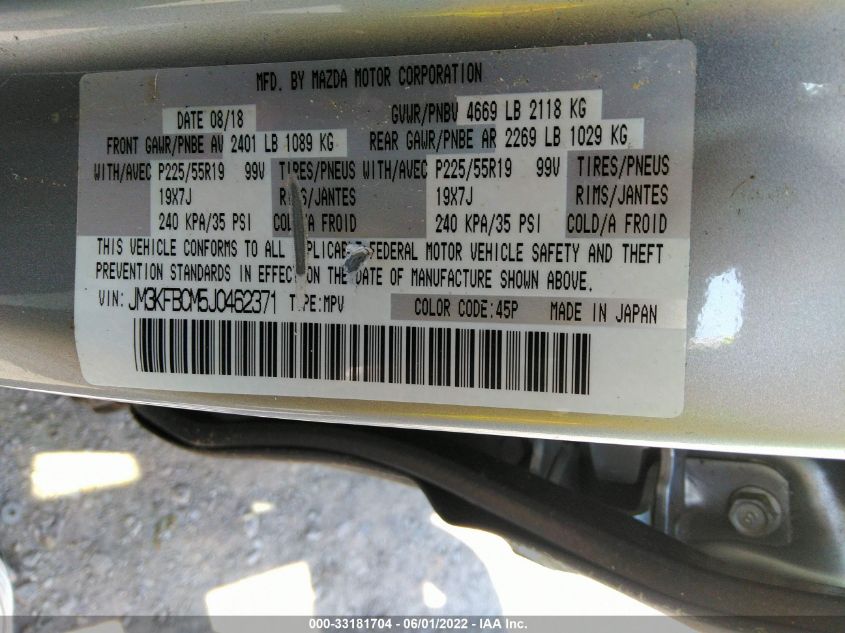 MFD. BY MAZDA MOTOR CORPORATION
DATE 08/18 GVWR/PNBV 4669 LB 2118 KG
FRONT GAWR/PNBE AV 2401 LB 1089 KG REAR GAWR/PNBE AR 2269 LB 1029 KG
WITH/AVEC P225/55R19 99V TIRES/PNEUS WITH/AVEC P225/55R19 99V TIRES/PNEUS
19X7J RIMS/JANTES 19X7J RIMS/JANTES
240 KPA/35 PSI COLD/A FROID 240 KPA/35 PSI COLD/A FROID
THIS VEHICLE CONFORMS TO ALL APPLICABLE FEDERAL MOTOR VEHICLE SAFETY AND THEFT
PREVENTION STANDARDS IN EFFECT ON THE DATE OF MANUFACTURE SHOWN ABOVE.
VIN: JM3KFBCM5J0462371 TYPE:MPV COLOR CODE:45P MADE IN JAPAN
000-33181704 - 06/01/2022 - IAA Inc.